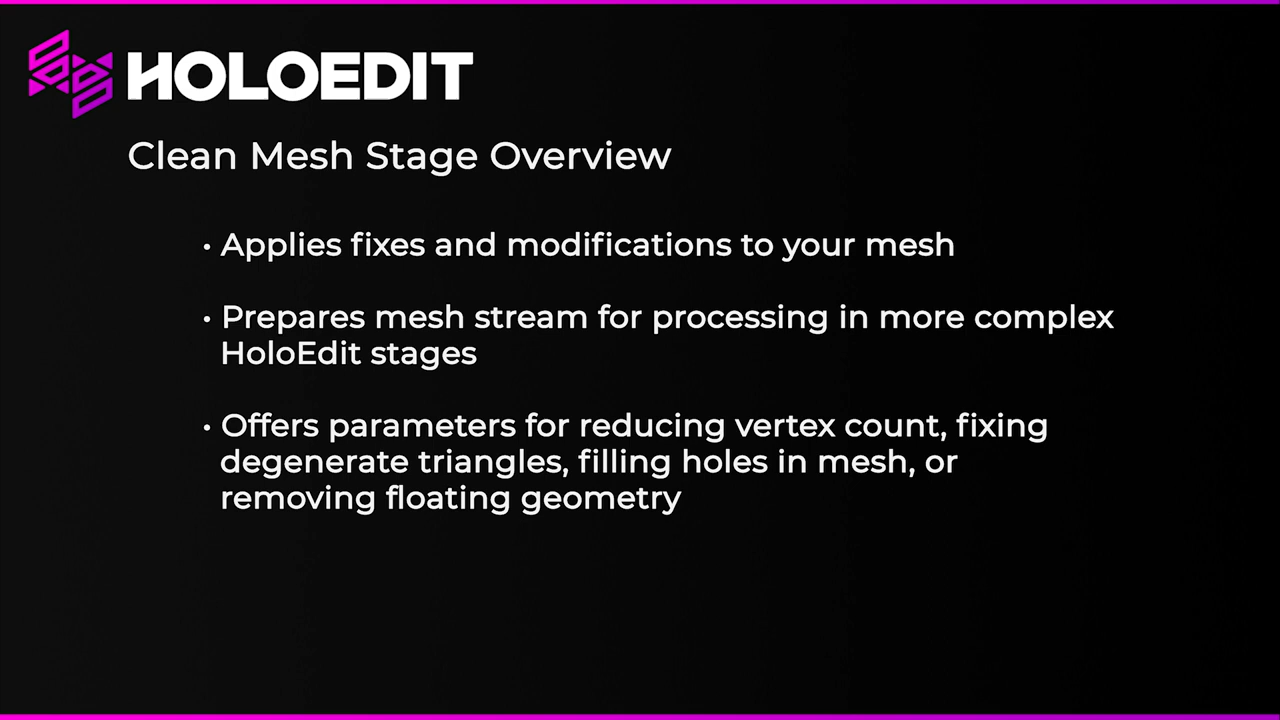 HOLOEDIT
Clean Mesh Stage Overview
• Applies fixes and modifications to your mesh
• Prepares mesh stream for processing in more complex
HoloEdit stages
• Offers parameters for reducing vertex count, fixing
degenerate triangles, filling holes in mesh, or
removing floating geometry